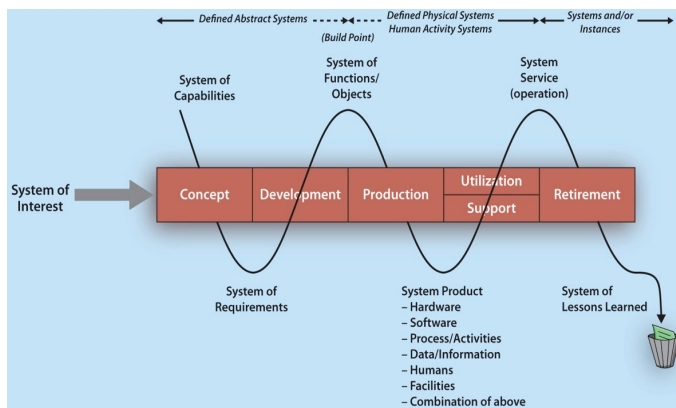 Defined Abstract Systems
Defined Physical Systems
Human Activity Systems
Systems and/or
Instances
(Build Point)
System of
Capabilities
System of
Functions/
Objects
System
Service
(operation)
System of
Interest
Concept
Development
Production
Utilization
Support
Retirement
System of
Requirements
System Product
– Hardware
– Software
– Process/Activities
– Data/Information
– Humans
– Facilities
– Combination of above
System of
Lessons Learned